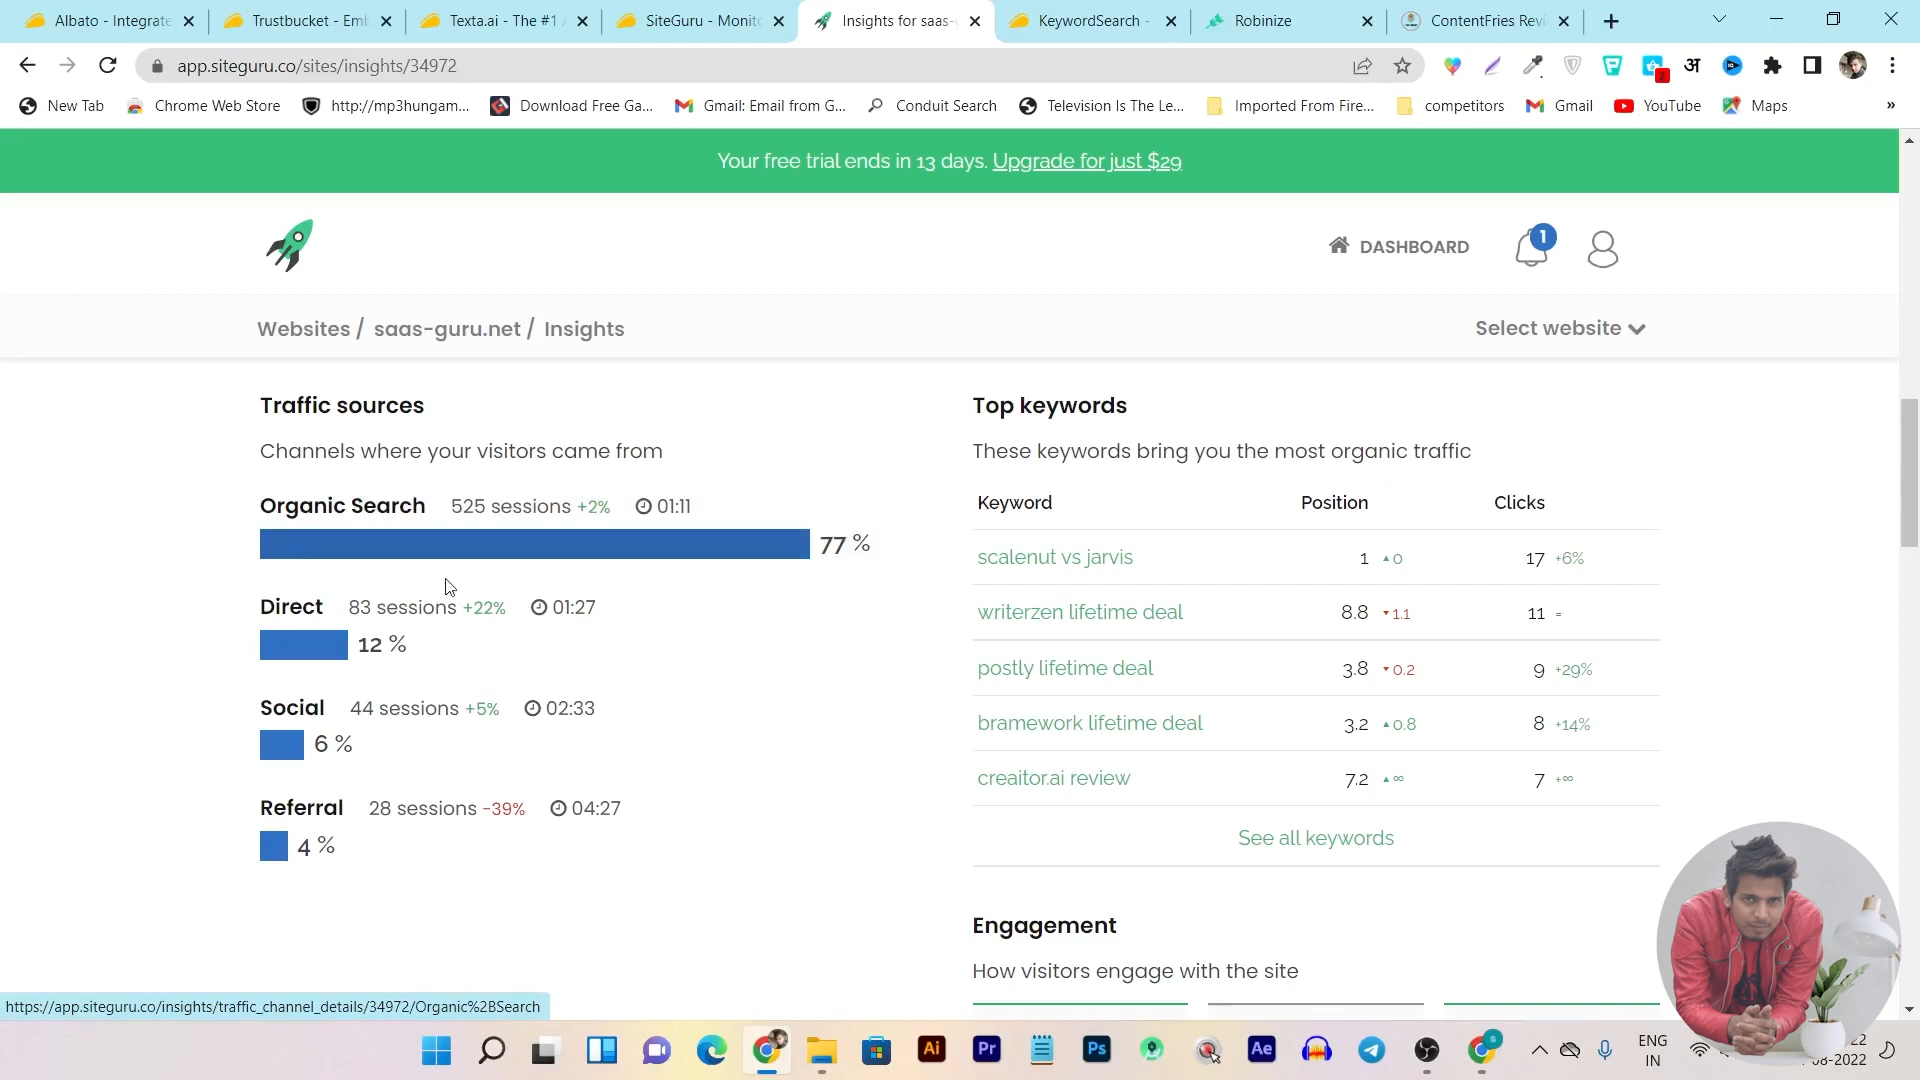 Albato - Integrate
Trustbucket - Emb
Texta.ai - The #1
SiteGuru - Monito
Insights for saas-g
KeywordSearch -
Robinize
ContentFries Revi
app.siteguru.co/sites/insights/34972
2
अ
New Tab
Chrome Web Store
http://mp3hungam...
Download Free Ga...
Gmail: Email from G...
Conduit Search
Television Is The Le...
Imported From Fire...
competitors
Gmail
YouTube
Maps
»
Your free trial ends in 13 days. Upgrade for just $29
DASHBOARD
1
Websites / saas-guru.net / Insights
Select website
Traffic sources
Channels where your visitors came from
Organic Search 525 sessions +2% 01:11
77 %
Direct 83 sessions +22% 01:27
12 %
Social 44 sessions +5% 02:33
6 %
Referral 28 sessions -39% 04:27
4 %
Top keywords
These keywords bring you the most organic traffic
Keyword Position Clicks
scalenut vs jarvis 1 ▲0 17 +6%
writerzen lifetime deal 8.8 ▼1.1 11 =
postly lifetime deal 3.8 ▼0.2 9 +29%
bramework lifetime deal 3.2 ▲0.8 8 +14%
creaitor.ai review 7.2 ▲∞ 7 +∞
See all keywords
Engagement
How visitors engage with the site
https://app.siteguru.co/insights/traffic_channel_details/34972/Organic%2BSearch
Ai
Pr
Ps
Ae
ENG
IN
08-2022